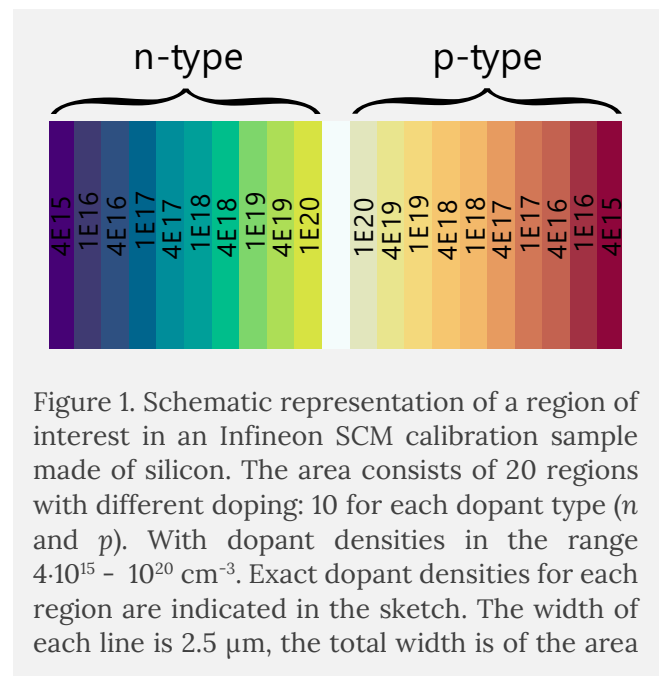 n-type p-type
4E15 1E16 4E16 1E17 4E17 1E18 4E18 1E19 4E19 1E20 1E20 4E19 1E19 4E18 1E18 4E17 1E17 4E16 1E16 4E15
Figure 1. Schematic representation of a region of
interest in an Infineon SCM calibration sample
made of silicon. The area consists of 20 regions
with different doping: 10 for each dopant type (n
and p). With dopant densities in the range
4·10¹⁵ - 10²⁰ cm⁻³. Exact dopant densities for each
region are indicated in the sketch. The width of
each line is 2.5 µm, the total width is of the area